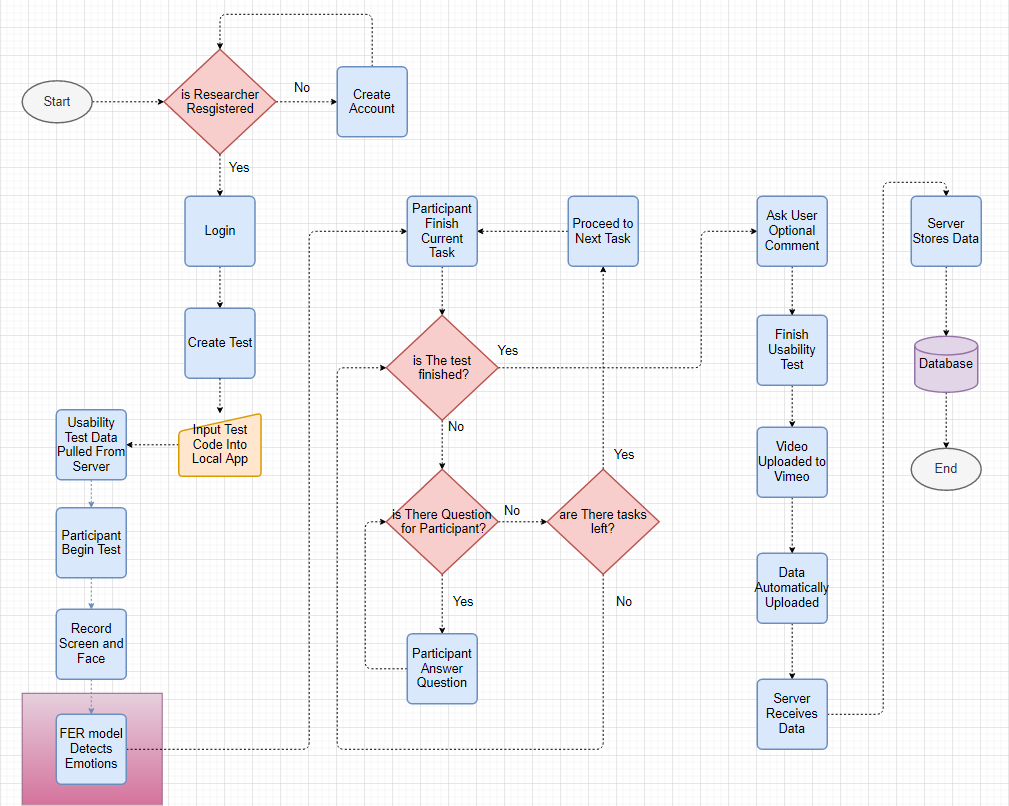 Start
is Researcher
Resgistered
No
Create
Account
Yes
Login
Create Test
Input Test
Code Into
Local App
Usability
Test Data
Pulled From
Server
Participant
Begin Test
Record
Screen and
Face
FER model
Detects
Emotions
Participant
Finish
Current
Task
Proceed to
Next Task
is The test
finished?
Yes
No
is There Question
for Participant?
No
are There tasks
left?
Yes
No
Yes
Participant
Answer
Question
Ask User
Optional
Comment
Finish
Usability
Test
Video
Uploaded to
Vimeo
Data
Automatically
Uploaded
Server
Receives
Data
Server
Stores Data
Database
End